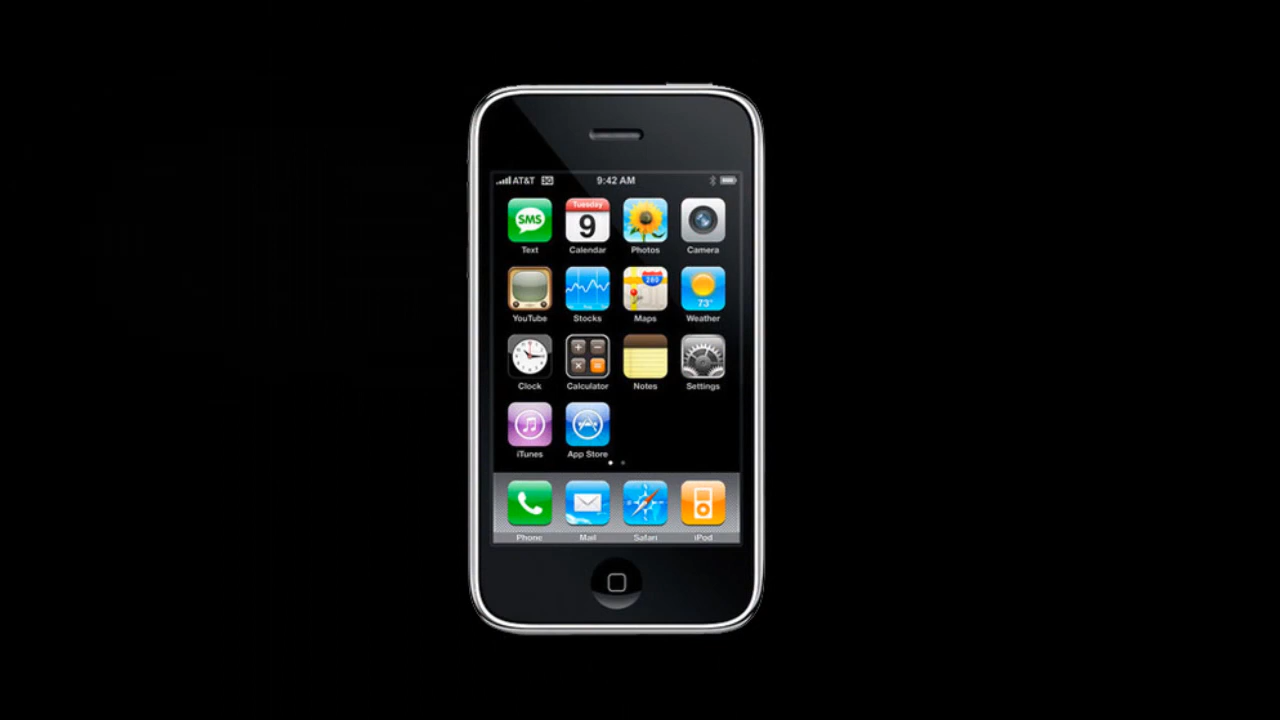 AT&T 3G 9:42 AM
SMS Tuesday 9
Text Calendar Photos Camera
280 73°
YouTube Stocks Maps Weather
Clock Calculator Notes Settings
iTunes App Store
Phone Mail Safari iPod